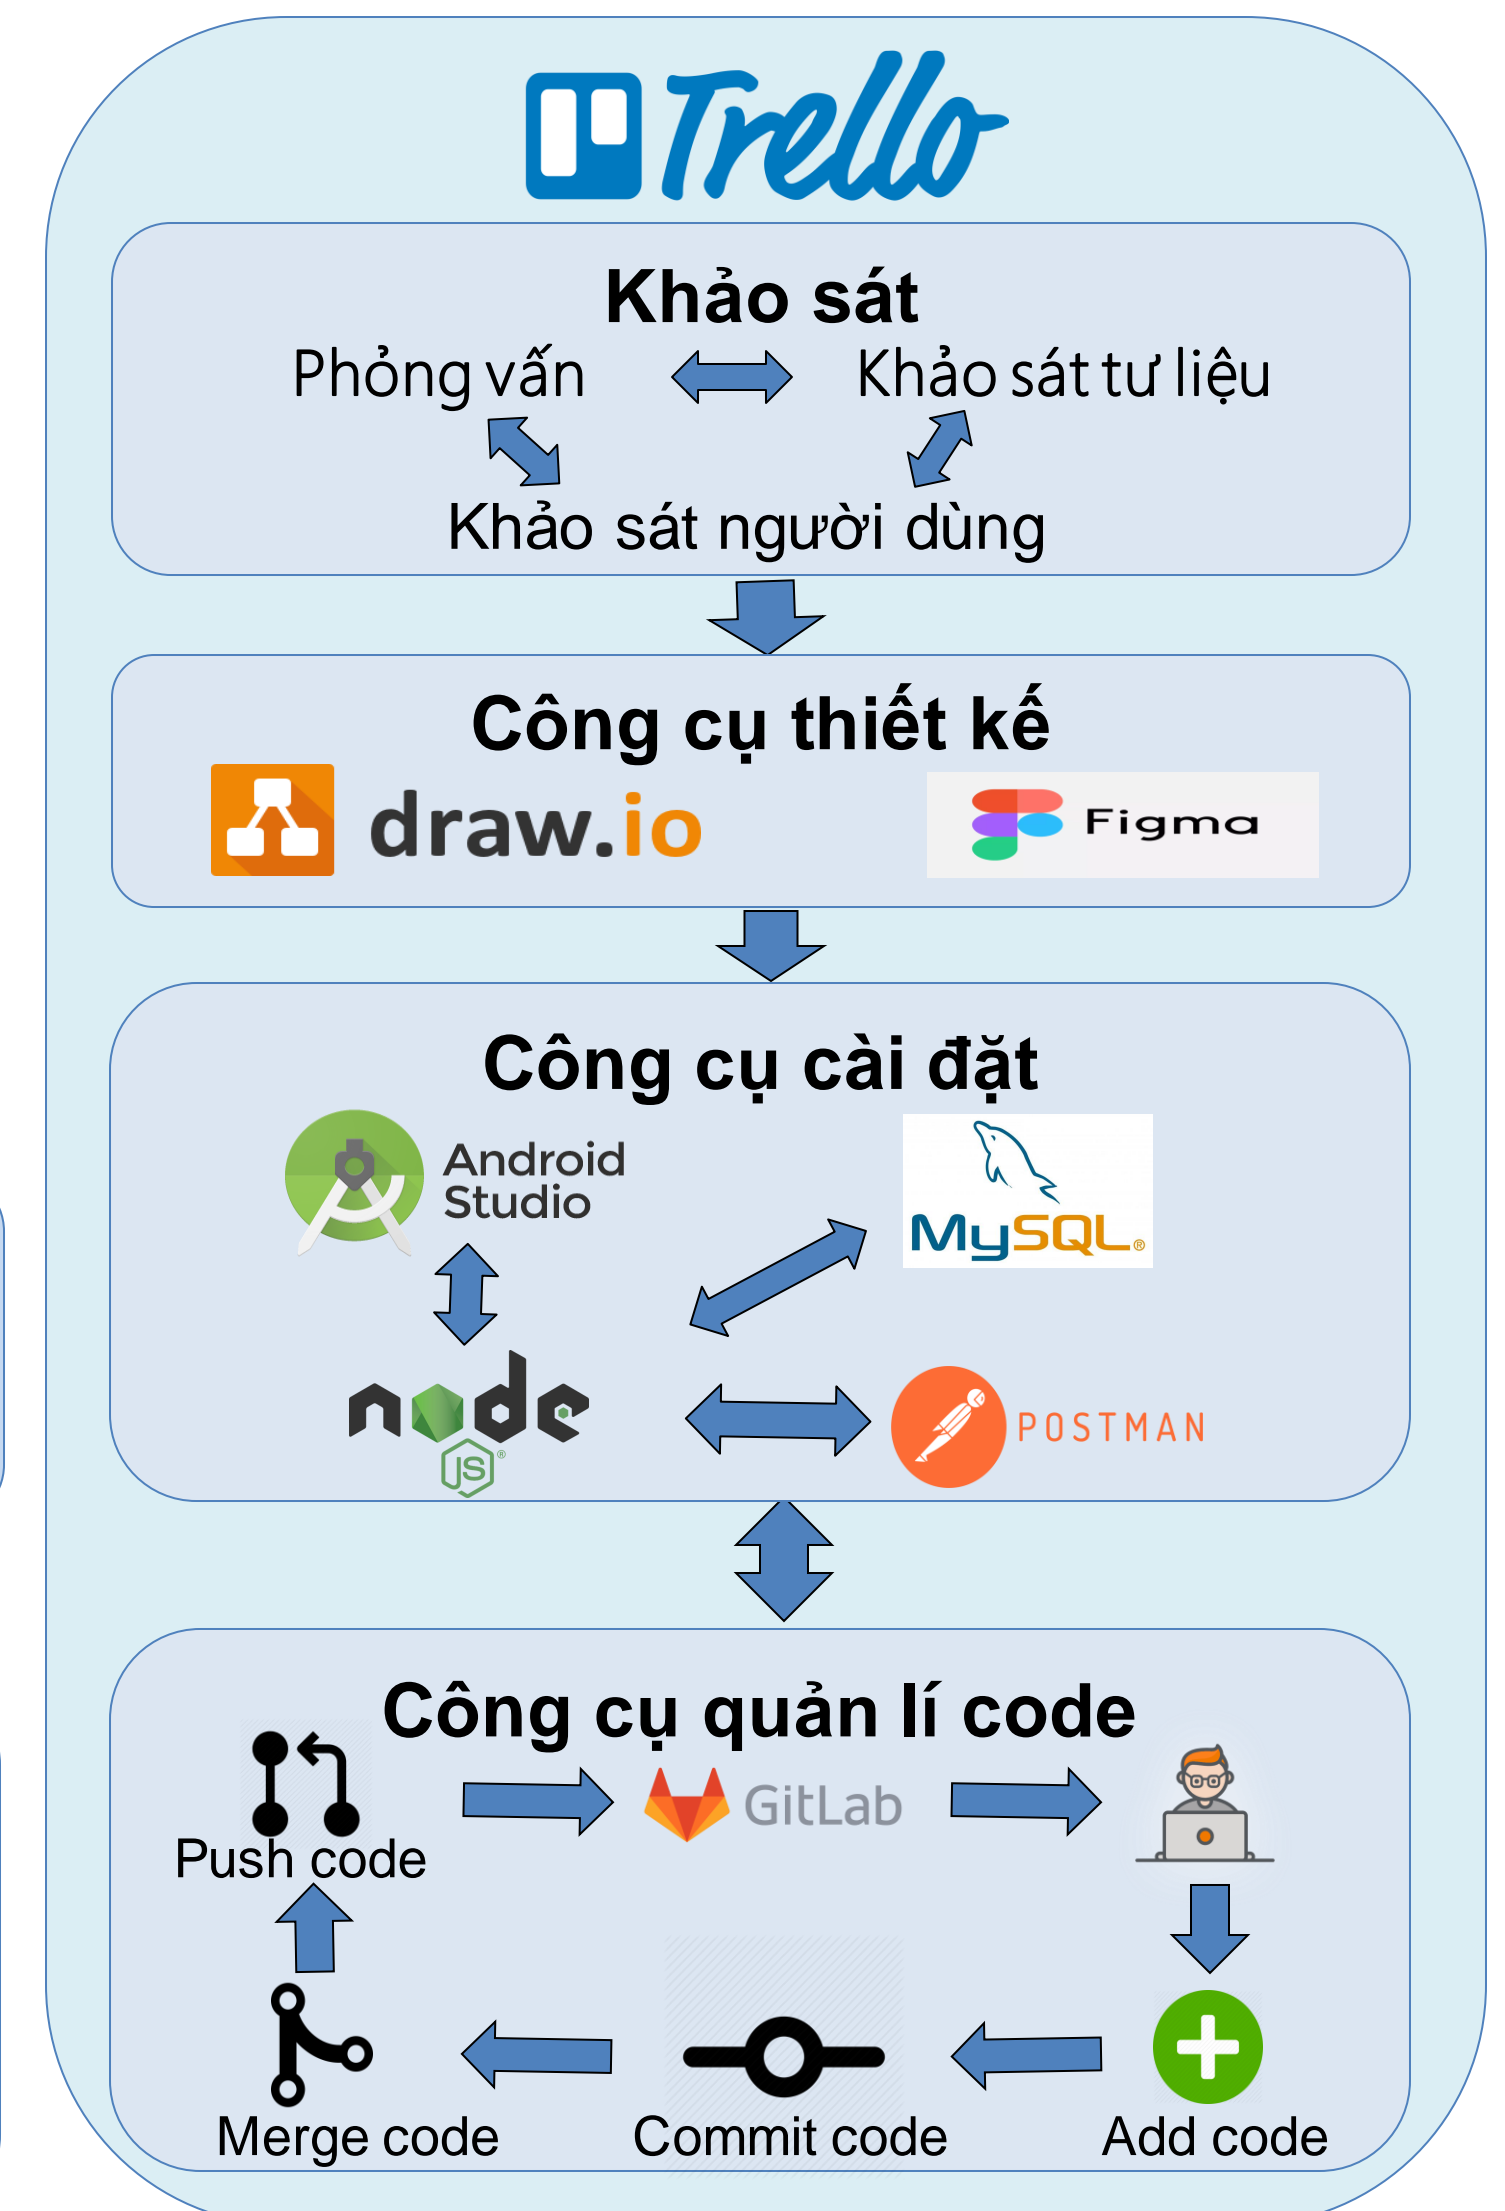 Trello
Khảo sát
Phỏng vấn
Khảo sát tư liệu
Khảo sát người dùng
Công cụ thiết kế
draw.io
Figma
Công cụ cài đặt
Android
Studio
MySQL®
node
JS®
POSTMAN
Công cụ quản lí code
GitLab
Push code
Merge code
Commit code
Add code